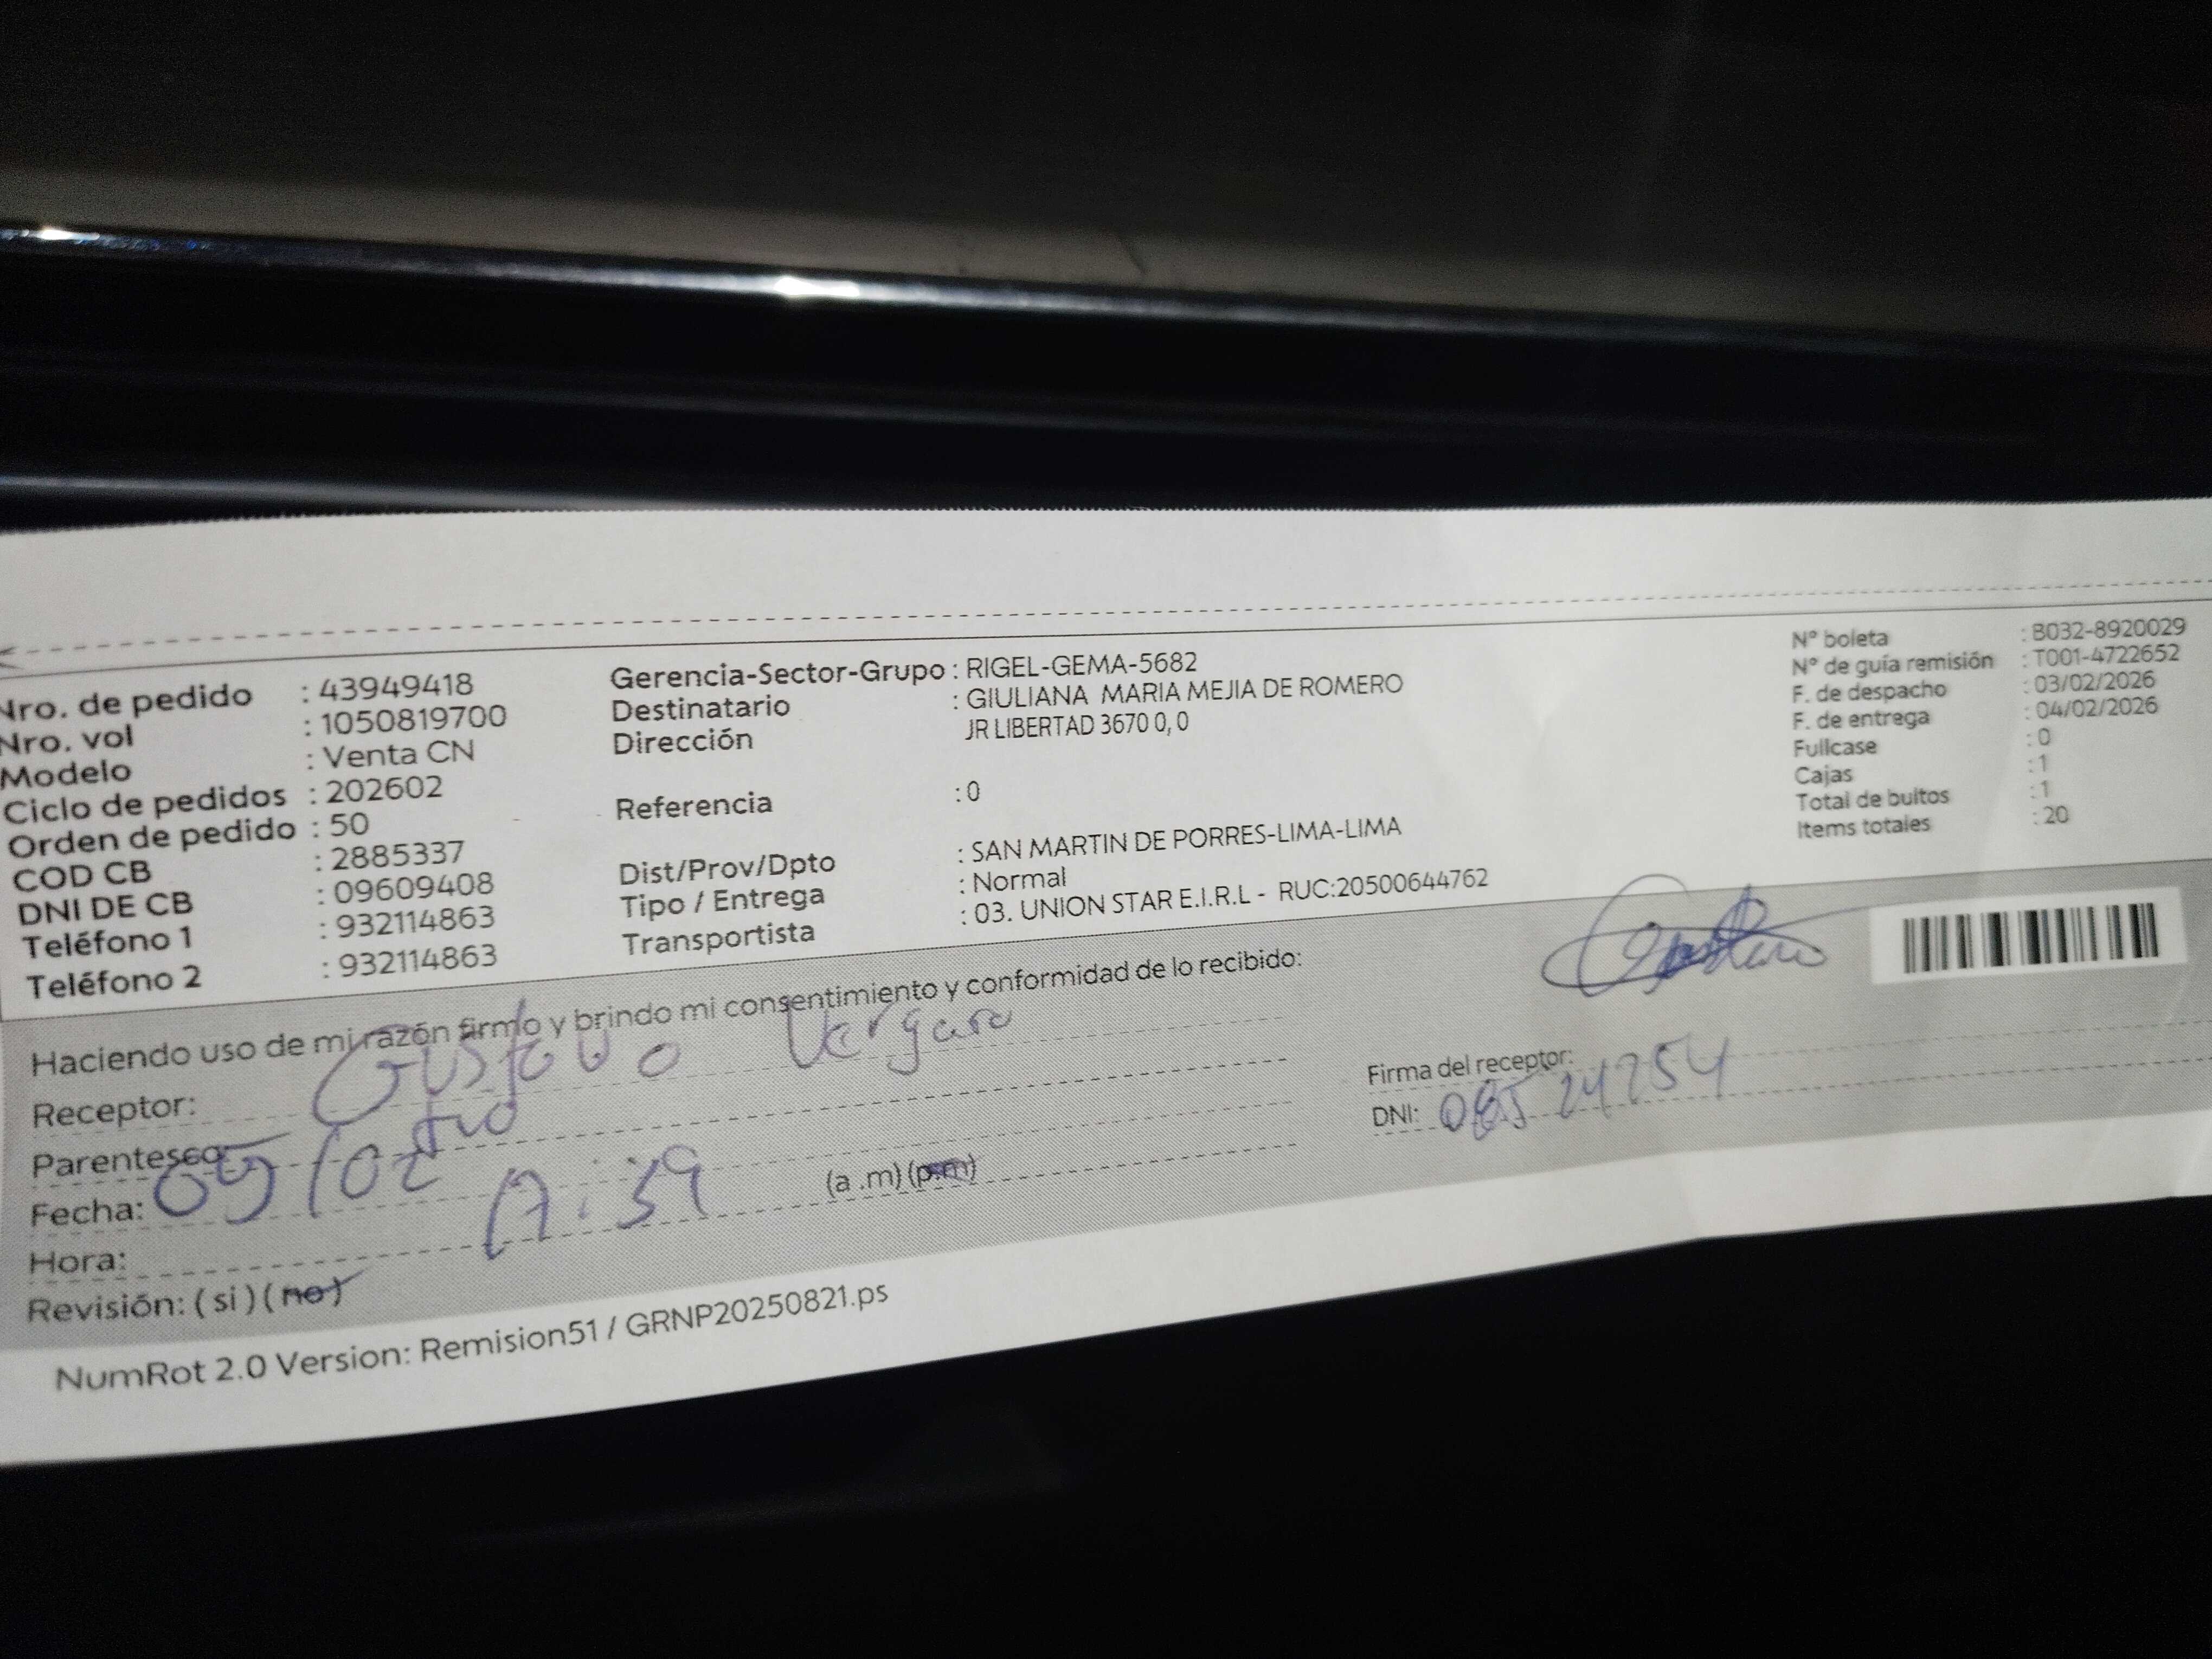 Nro. de pedido : 43949418
Nro. vol : 1050819700
Modelo : Venta CN
Ciclo de pedidos : 202602
Orden de pedido : 50
COD CB : 2885337
DNI DE CB : 09609408
Teléfono 1 : 932114863
Teléfono 2 : 932114863
Gerencia-Sector-Grupo : RIGEL-GEMA-5682
Destinatario : GIULIANA MARIA MEJIA DE ROMERO
Dirección JR LIBERTAD 3670 0, 0
Referencia : 0
Dist/Prov/Dpto : SAN MARTIN DE PORRES-LIMA-LIMA
Tipo / Entrega : Normal
Transportista : 03. UNION STAR E.I.R.L - RUC:20500644762
N° boleta : B032-8920029
N° de guía remisión : T001-4722652
F. de despacho : 03/02/2026
F. de entrega : 04/02/2026
Fullcase : 0
Cajas : 1
Total de bultos : 1
Items totales : 20
Haciendo uso de mi razón firmo y brindo mi consentimiento y conformidad de lo recibido:
Receptor: Gustavo Vergara
Parentesco:
Fecha: 05/02
Hora: :39 (a.m)(p.m)
Revisión: (si)(no)
Firma del receptor:
DNI:
NumRot 2.0 Version: Remision51 / GRNP20250821.ps